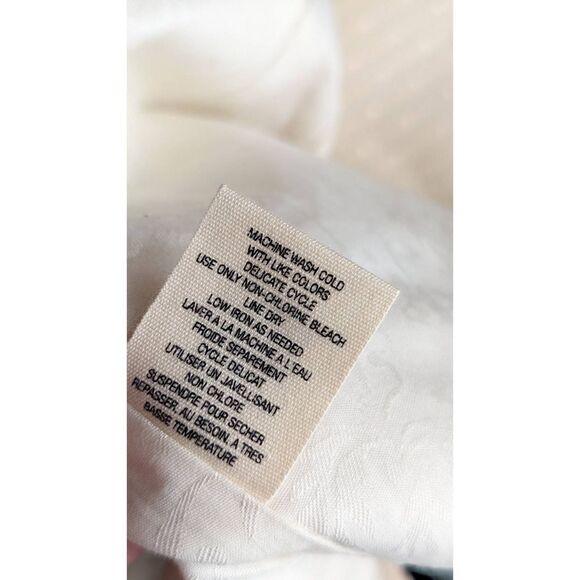 MACHINE WASH COLD
WITH LIKE COLORS
DELICATE CYCLE
USE ONLY NON-CHLORINE BLEACH
LINE DRY
LOW IRON AS NEEDED
LAVER A LA MACHINE A L'EAU
FROIDE SEPAREMENT
CYCLE DELICAT
UTILISER UN JAVELLISANT
NON CHLORE
SUSPENDRE POUR SECHER
REPASSER, AU BESOIN, A TRES
BASSE TEMPERATURE